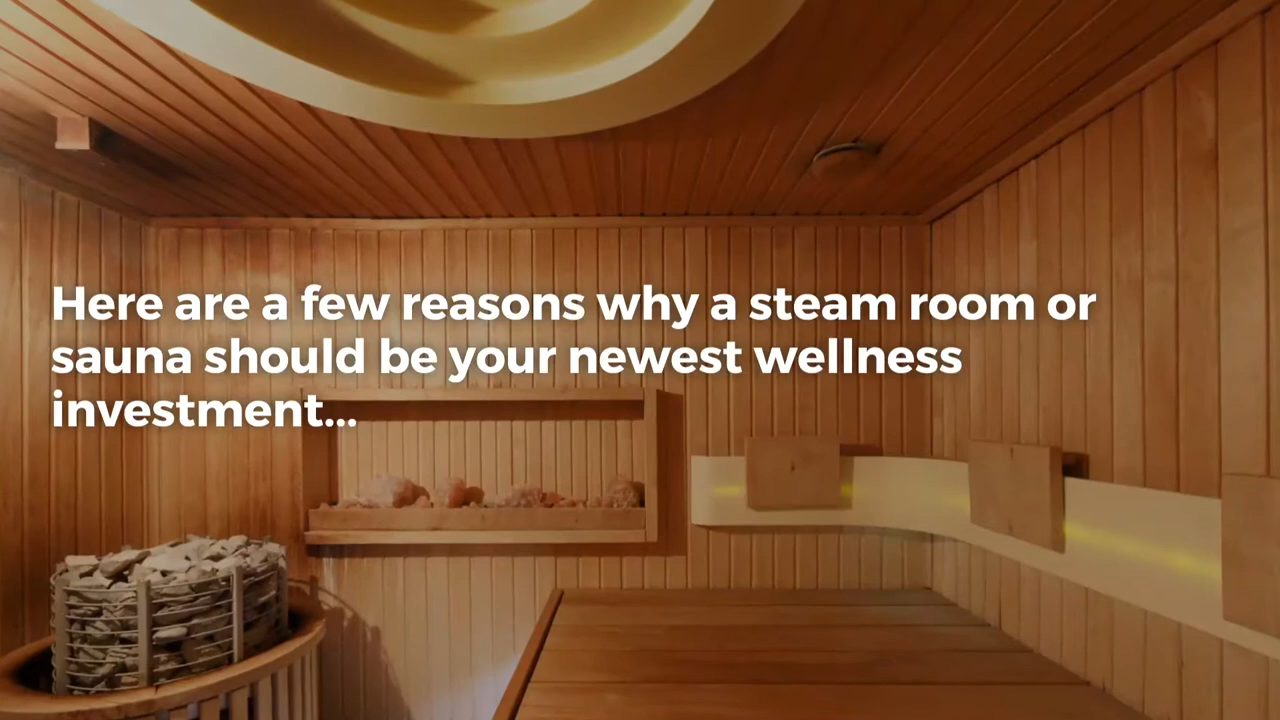 Here are a few reasons why a steam room or
sauna should be your newest wellness
investment...